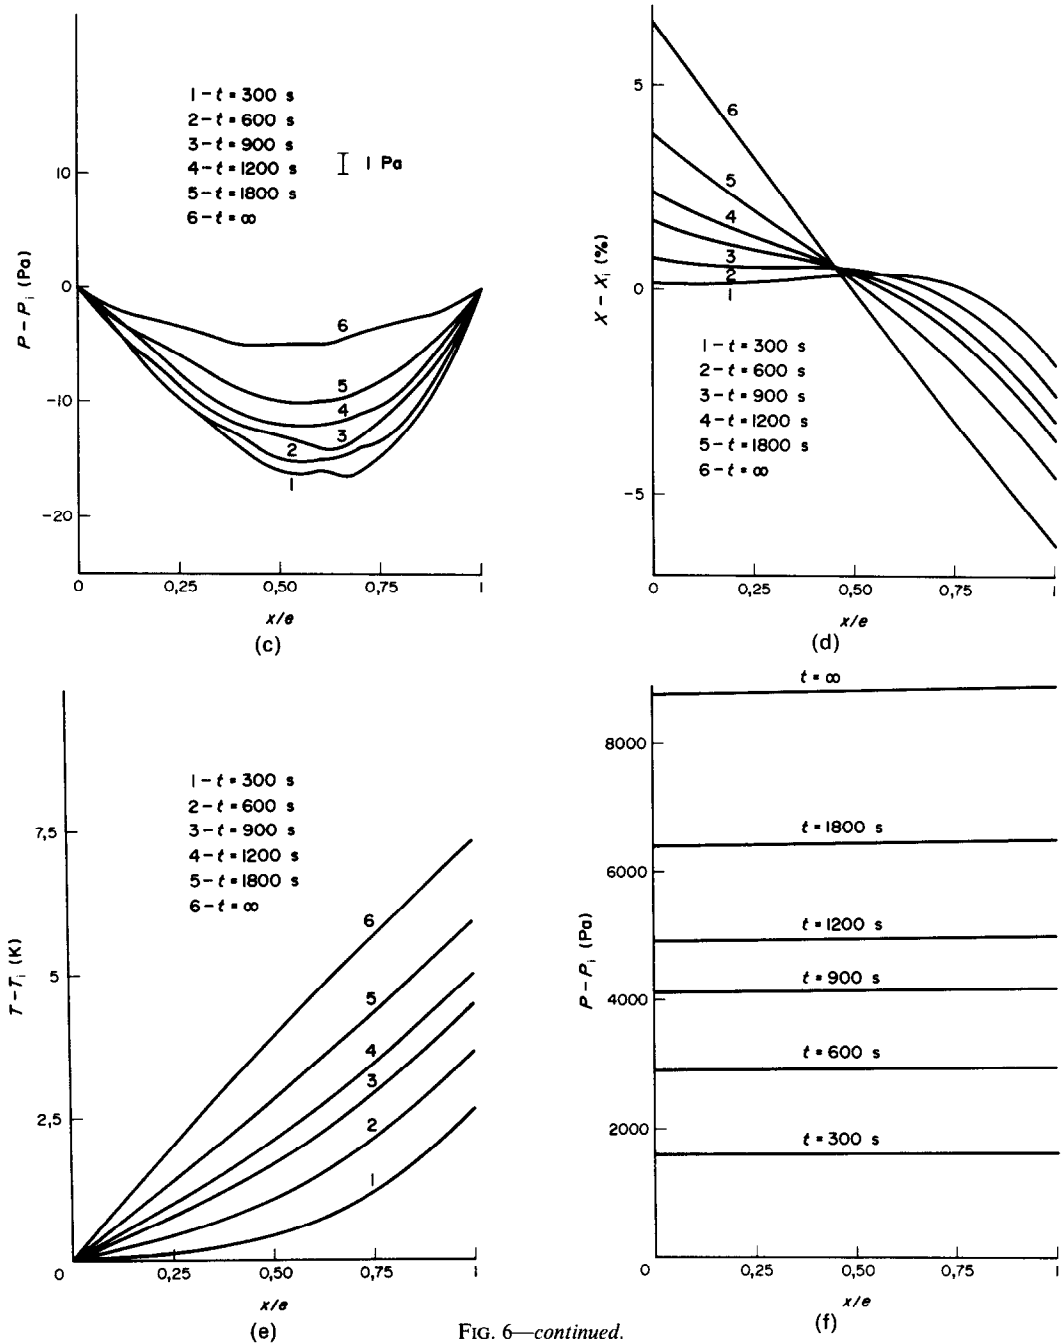 1 – t = 300 s
2 – t = 600 s
3 – t = 900 s
4 – t = 1200 s
5 – t = 1800 s
6 – t = ∞
1 Pa
10
0
-10
-20
P – Pi (Pa)
6
5
4
3
2
1
0
0,25
0,50
0,75
1
x/e
(c)
5
0
-5
X – Xi (%)
6
5
4
3
2
1
1 – t = 300 s
2 – t = 600 s
3 – t = 900 s
4 – t = 1200 s
5 – t = 1800 s
6 – t = ∞
0
0,25
0,50
0,75
1
x/e
(d)
1 – t = 300 s
2 – t = 600 s
3 – t = 900 s
4 – t = 1200 s
5 – t = 1800 s
6 – t = ∞
7,5
5
2,5
T – Ti (K)
6
5
4
3
2
1
0
0,25
0,50
0,75
1
x/e
(e)
t = ∞
t = 1800 s
t = 1200 s
t = 900 s
t = 600 s
t = 300 s
8000
6000
4000
2000
0
P – Pi (Pa)
0
0,25
0,50
0,75
1
x/e
(f)
FIG. 6—continued.